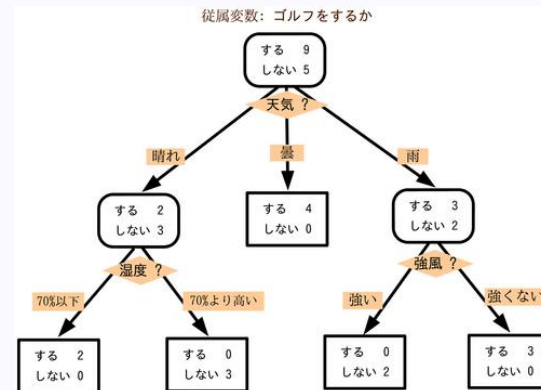 従属変数: ゴルフをするか
する 9
しない 5
天気 ?
晴れ
曇
雨
する 2
しない 3
する 4
しない 0
する 3
しない 2
湿度 ?
強風 ?
70%以下
70%より高い
強い
強くない
する 2
しない 0
する 0
しない 3
する 0
しない 2
する 3
しない 0